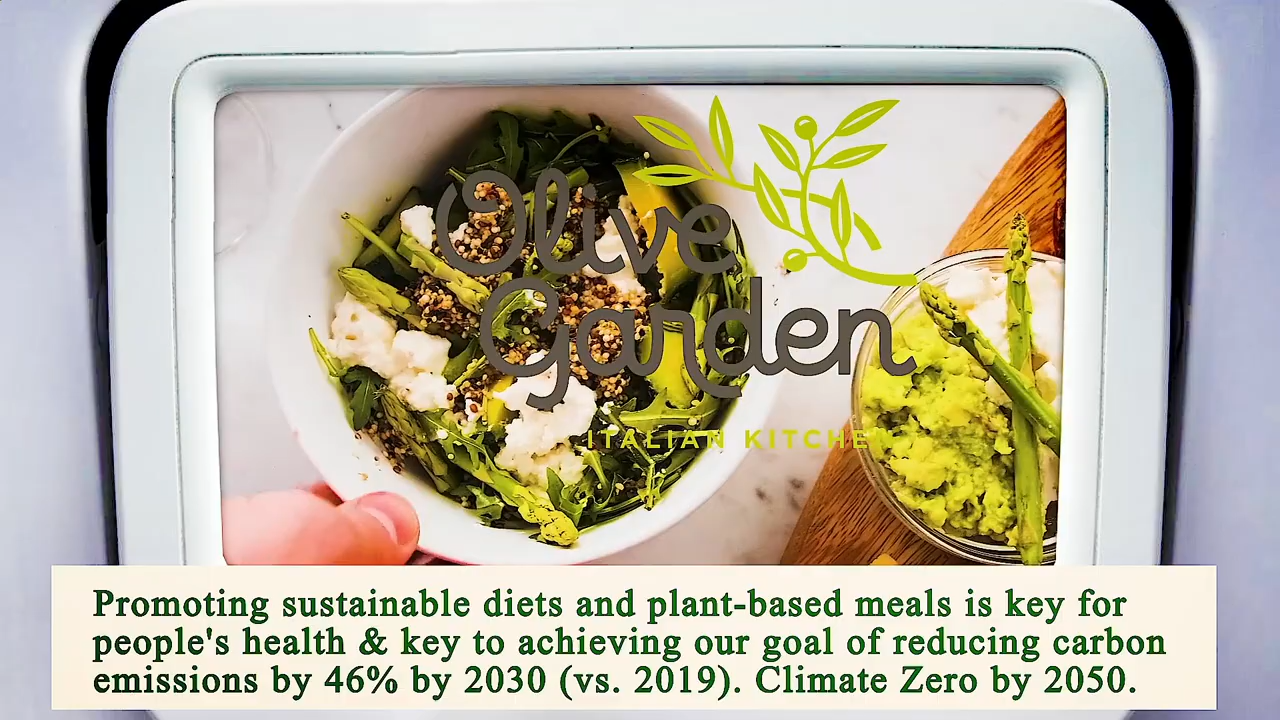 Olive
Garden
ITALIAN KITCHEN
Promoting sustainable diets and plant-based meals is key for
people's health & key to achieving our goal of reducing carbon
emissions by 46% by 2030 (vs. 2019). Climate Zero by 2050.